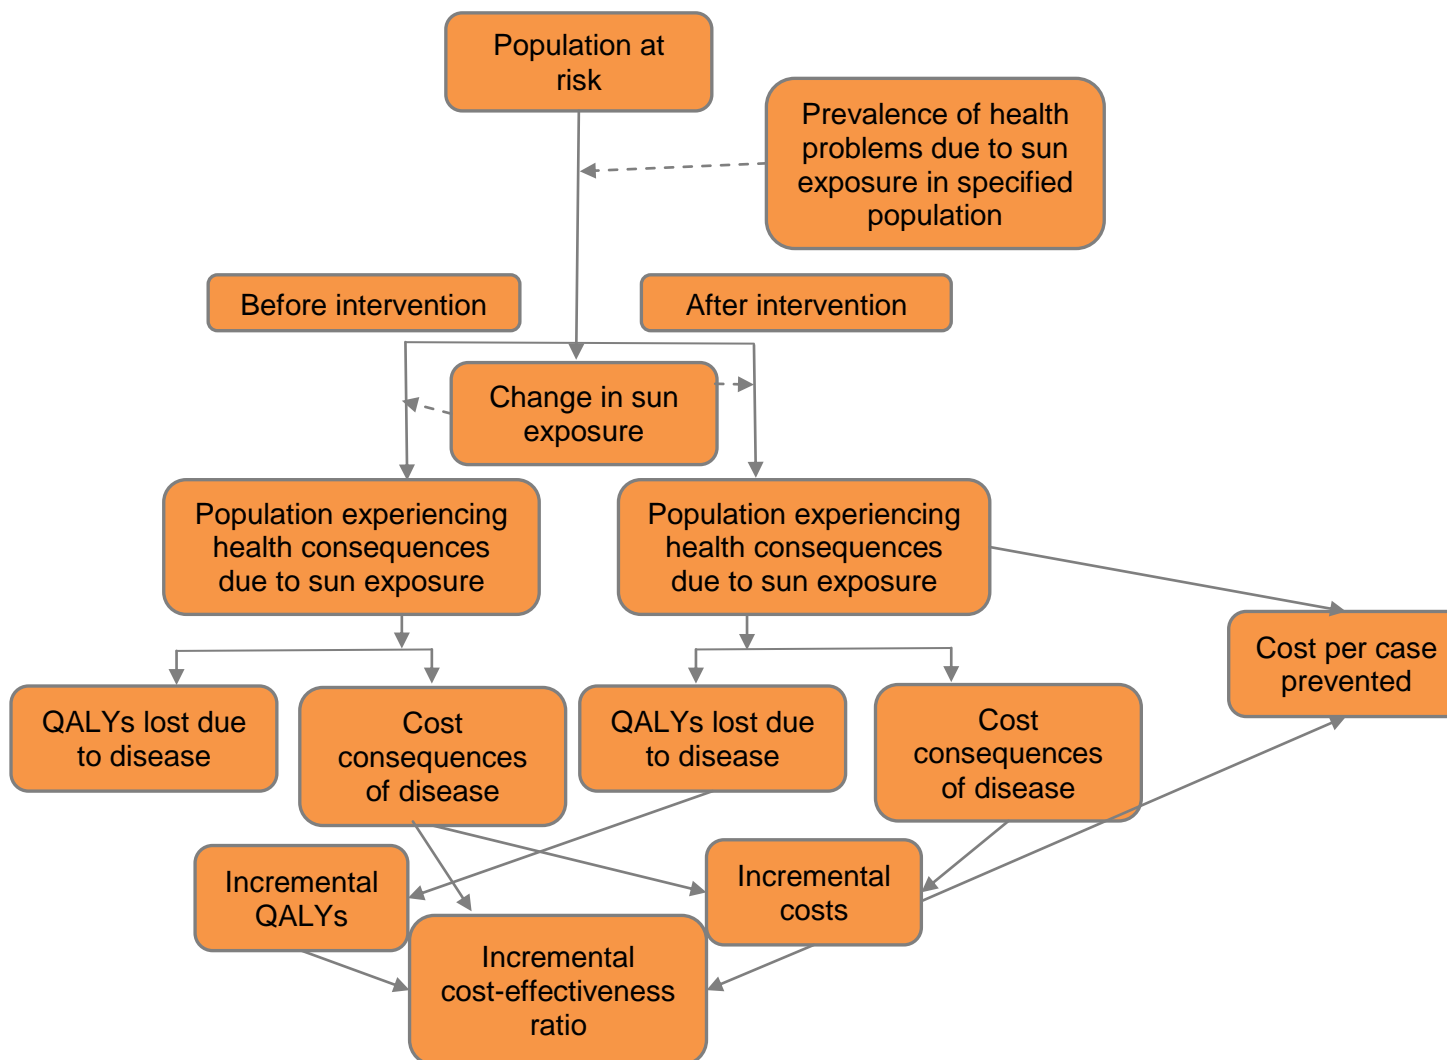 Population at
risk
Prevalence of health
problems due to sun
exposure in specified
population
Before intervention
After intervention
Change in sun
exposure
Population experiencing
health consequences
due to sun exposure
Population experiencing
health consequences
due to sun exposure
Cost per case
prevented
QALYs lost due
to disease
Cost
consequences
of disease
QALYs lost due
to disease
Cost
consequences
of disease
Incremental
QALYs
Incremental
costs
Incremental
cost-effectiveness
ratio